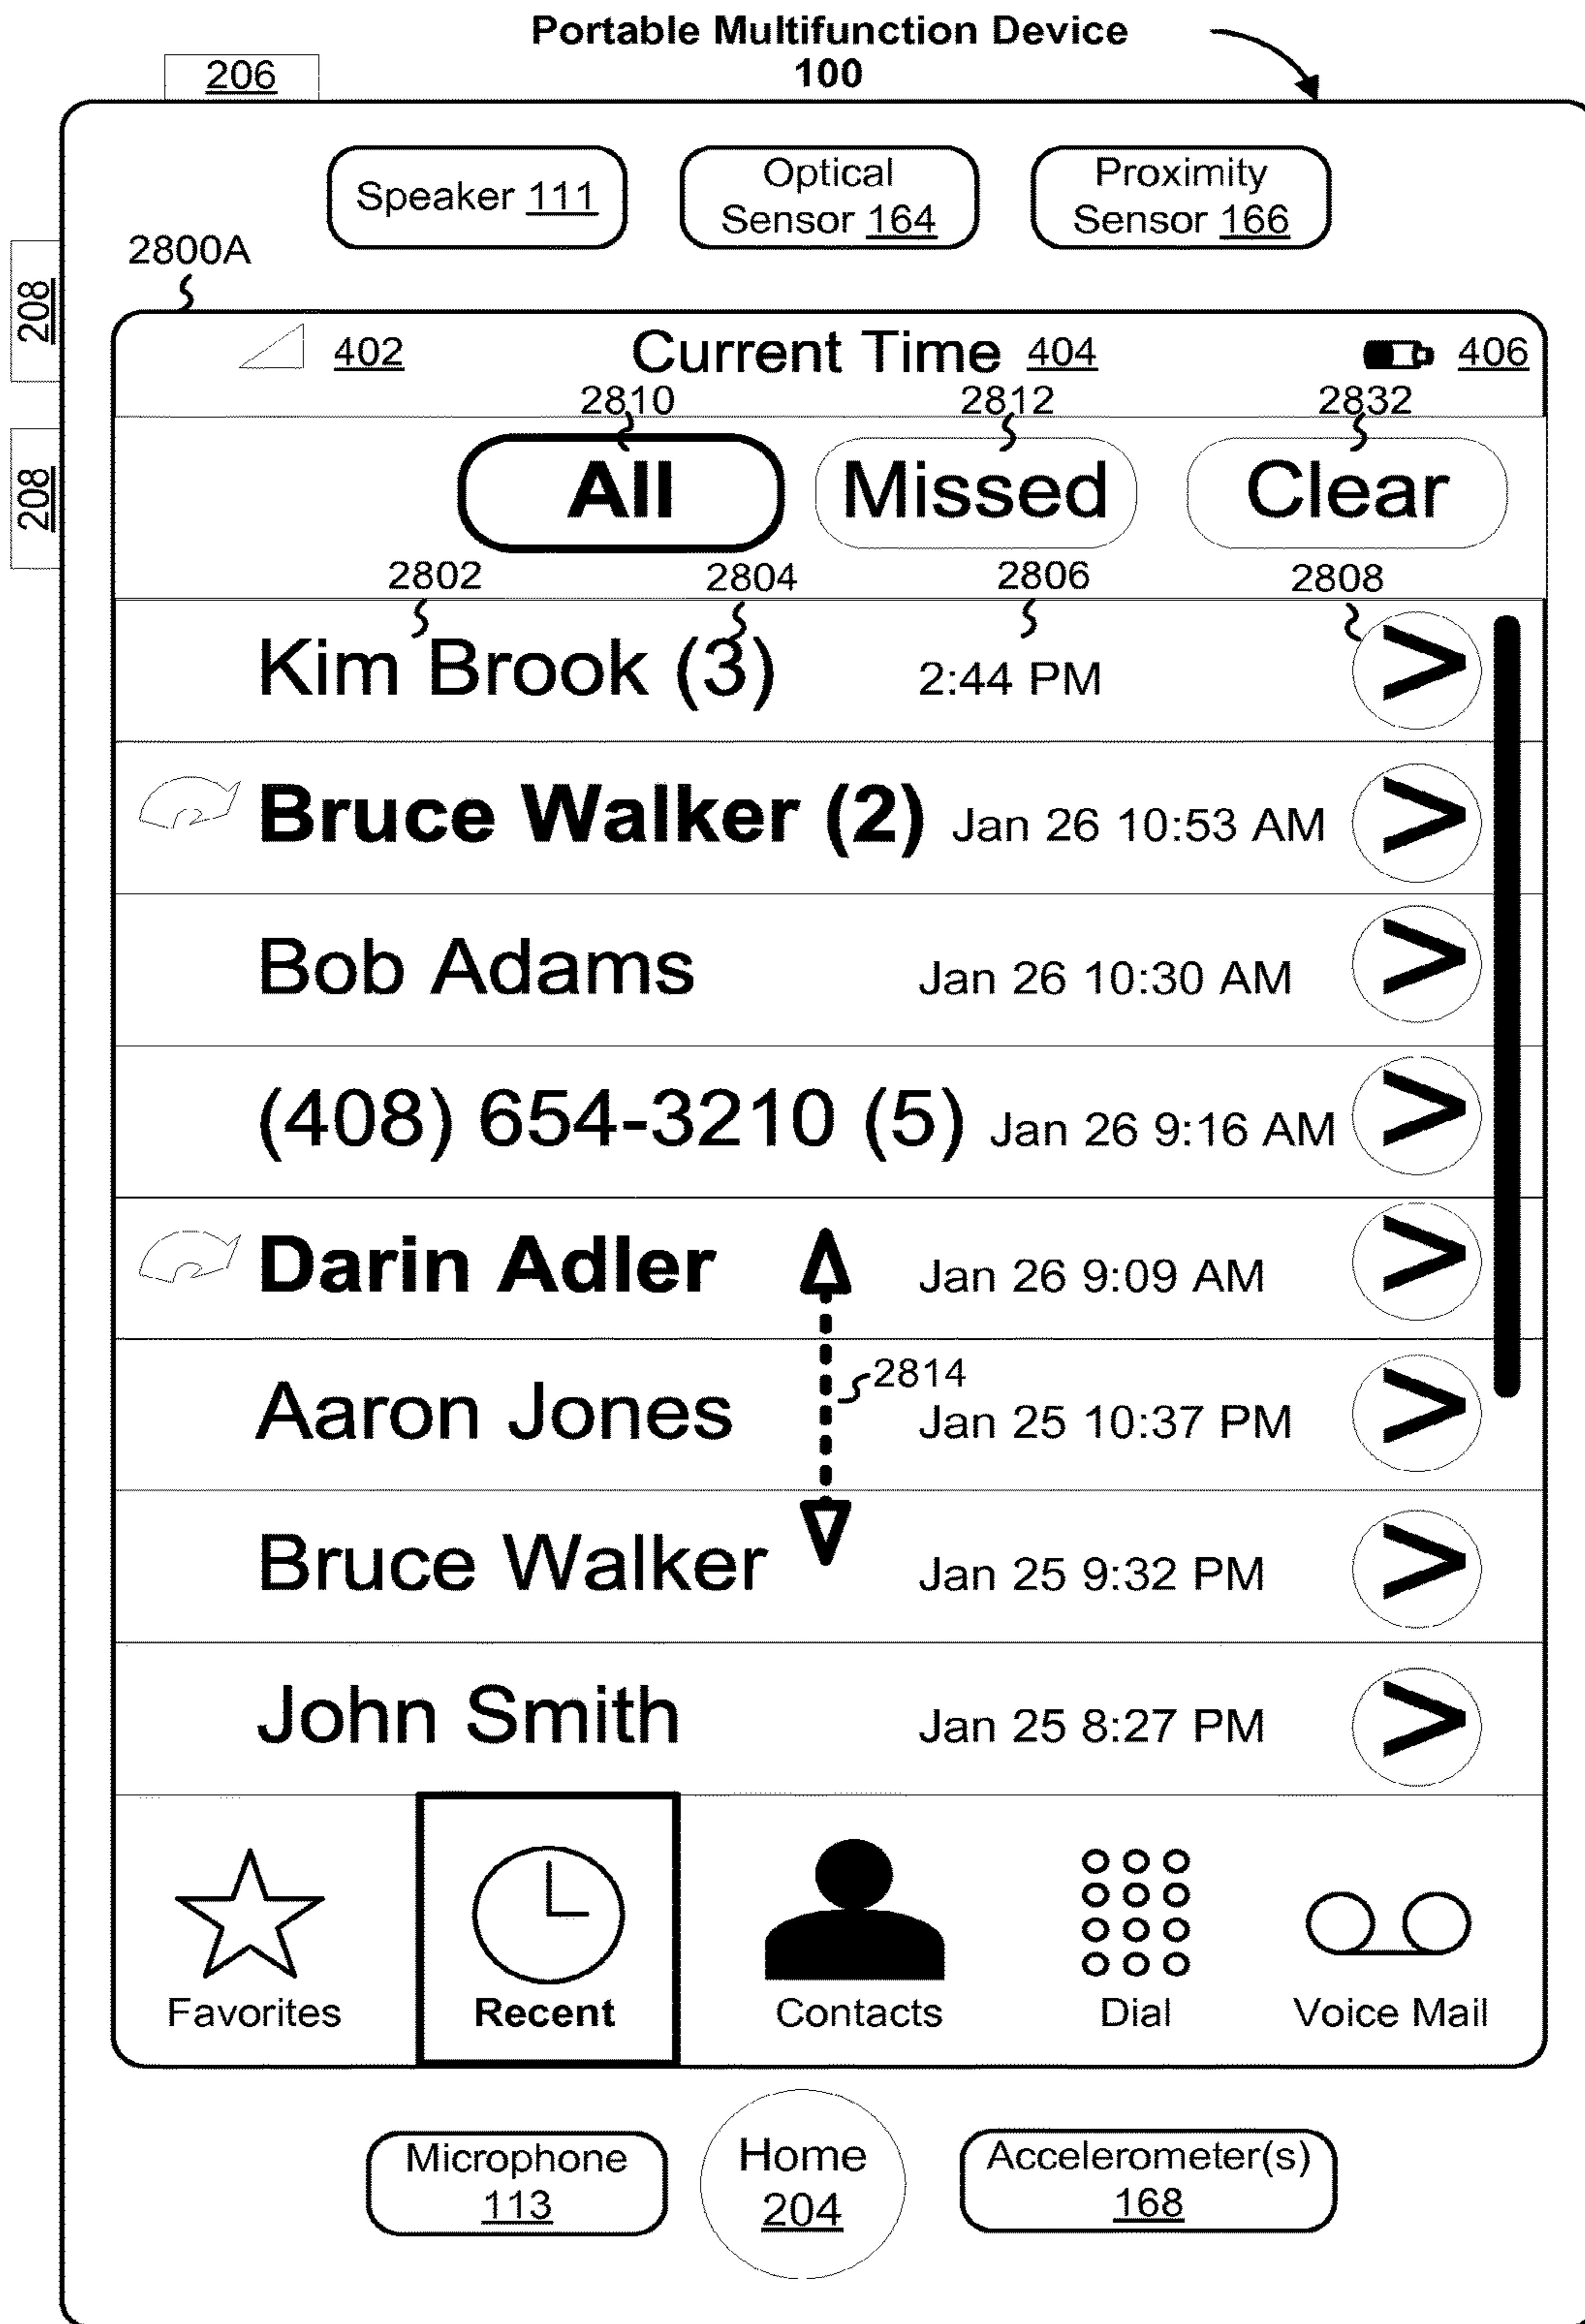 Portable Multifunction Device
100
206
Speaker 111
Optical
Sensor 164
Proximity
Sensor 166
2800A
208
208
402
Current Time 404
406
2810
2812
2832
All
Missed
Clear
2802
2804
2806
2808
Kim Brook (3) 2:44 PM >
Bruce Walker (2) Jan 26 10:53 AM >
Bob Adams Jan 26 10:30 AM >
(408) 654-3210 (5) Jan 26 9:16 AM >
Darin Adler Jan 26 9:09 AM >
2814
Aaron Jones Jan 25 10:37 PM >
Bruce Walker Jan 25 9:32 PM >
John Smith Jan 25 8:27 PM >
Favorites
Recent
Contacts
Dial
Voice Mail
Microphone
113
Home
204
Accelerometer(s)
168